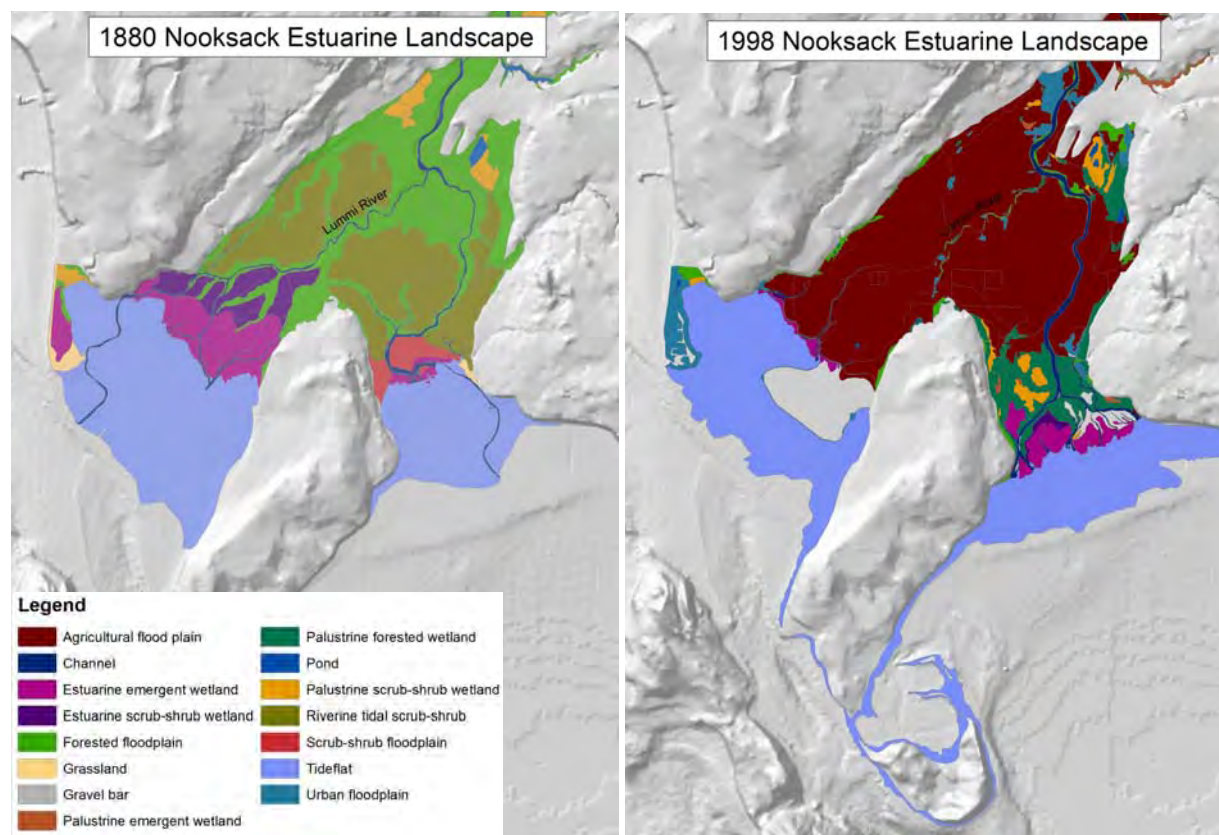 1880 Nooksack Estuarine Landscape
Lummi River
Legend
Agricultural flood plain
Channel
Estuarine emergent wetland
Estuarine scrub-shrub wetland
Forested floodplain
Grassland
Gravel bar
Palustrine emergent wetland
Palustrine forested wetland
Pond
Palustrine scrub-shrub wetland
Riverine tidal scrub-shrub
Scrub-shrub floodplain
Tideflat
Urban floodplain
1998 Nooksack Estuarine Landscape
Lummi River